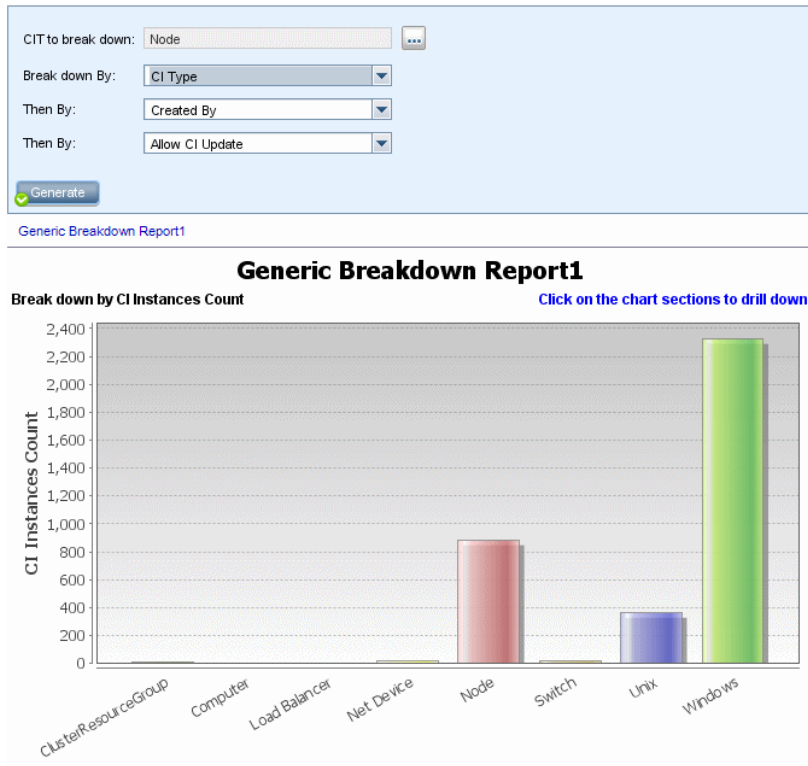 CIT to break down: Node ...
Break down By: CI Type
Then By: Created By
Then By: Allow CI Update
Generate
Generic Breakdown Report1
Generic Breakdown Report1
Break down by CI Instances Count Click on the chart sections to drill down
CI Instances Count
2,400
2,200
2,000
1,800
1,600
1,400
1,200
1,000
800
600
400
200
0
ClusterResourceGroup Computer Load Balancer Net Device Node Switch Unix Windows